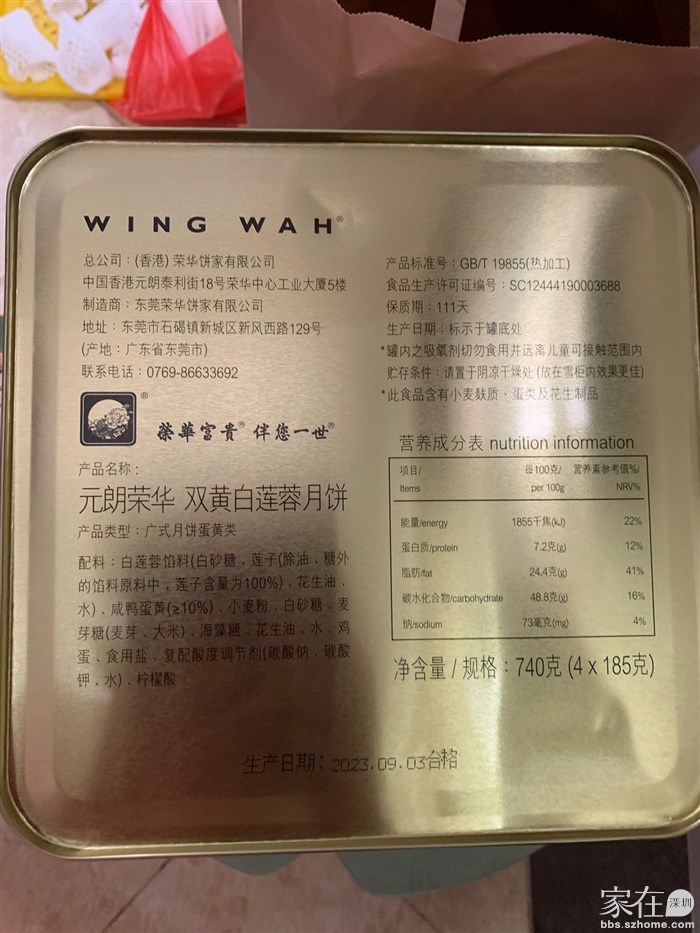 WING WAH®
总公司：(香港) 荣华饼家有限公司
中国香港元朗泰利街18号荣华中心工业大厦5楼
制造商：东莞荣华饼家有限公司
地址：东莞市石碣镇新城区新风西路129号
(产地：广东省东莞市)
联系电话：0769-86633692
®
榮華富貴® 伴您一世®
产品名称：
元朗荣华 双黄白莲蓉月饼
产品类型：广式月饼蛋黄类
配料：白莲蓉馅料(白砂糖、莲子(除油、糖外
的馅料原料中，莲子含量为100%)、花生油、
水)、咸鸭蛋黄(≥10%)、小麦粉、白砂糖、麦
芽糖(麦芽、大米)、海藻糖、花生油、水、鸡
蛋、食用盐、复配酸度调节剂(碳酸钠、碳酸
钾、水)、柠檬酸
产品标准号：GB/T 19855(热加工)
食品生产许可证编号：SC12444190003688
保质期：111天
生产日期：标示于罐底处
*罐内之吸氧剂切勿食用并远离儿童可接触范围内
贮存条件：请置于阴凉干燥处 (放在雪柜内效果更佳)
*此食品含有小麦麸质、蛋类及花生制品
营养成分表 nutrition information
项目/ 每100克/ 营养素参考值%/
Items per 100g NRV%
能量/energy 1855千焦(kJ) 22%
蛋白质/protein 7.2克(g) 12%
脂肪/fat 24.4克(g) 41%
碳水化合物/carbohydrate 48.8克(g) 16%
钠/sodium 73毫克(mg) 4%
净含量 / 规格：740克 (4 x 185克)
生产日期：2023.09.03合格
家在深圳
bbs.szhome.com